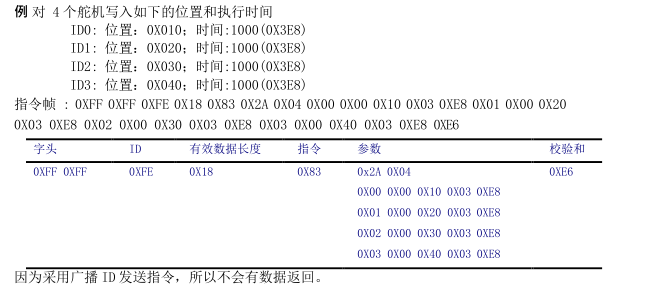 例 对 4 个舵机写入如下的位置和执行时间
ID0: 位置：0X010；时间:1000(0X3E8)
ID1: 位置：0X020；时间:1000(0X3E8)
ID2: 位置：0X030；时间:1000(0X3E8)
ID3: 位置：0X040；时间:1000(0X3E8)
指令帧 : 0XFF 0XFF 0XFE 0X18 0X83 0X2A 0X04 0X00 0X00 0X10 0X03 0XE8 0X01 0X00 0X20
0X03 0XE8 0X02 0X00 0X30 0X03 0XE8 0X03 0X00 0X40 0X03 0XE8 0XE6
字头 ID 有效数据长度 指令 参数 校验和
0XFF 0XFF 0XFE 0X18 0X83 0x2A 0X04 0XE6
0X00 0X00 0X10 0X03 0XE8
0X01 0X00 0X20 0X03 0XE8
0X02 0X00 0X30 0X03 0XE8
0X03 0X00 0X40 0X03 0XE8
因为采用广播 ID 发送指令，所以不会有数据返回。